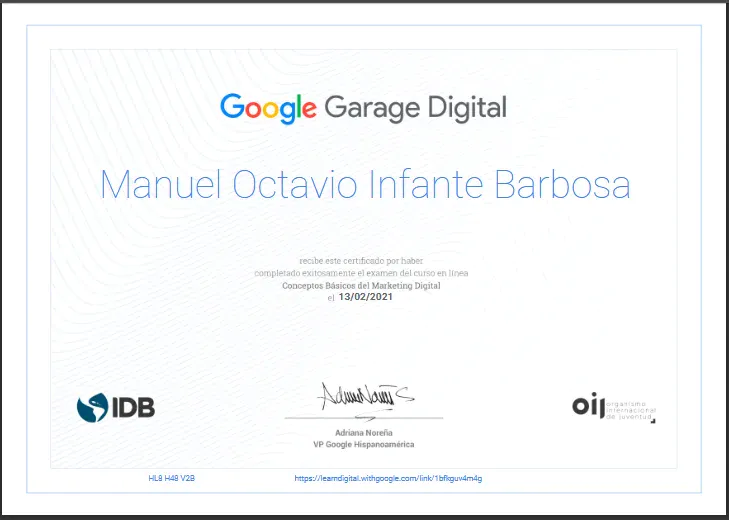 Google Garage Digital
Manuel Octavio Infante Barbosa
recibe este certificado por haber
completado exitosamente el examen del curso en línea
Conceptos Básicos del Marketing Digital
el 13/02/2021
IDB
Adriana Noreña
VP Google Hispanoamérica
oij
organismo
internacional
de juventud
HL8 H48 V2B
https://learndigital.withgoogle.com/link/1bfkguv4m4g